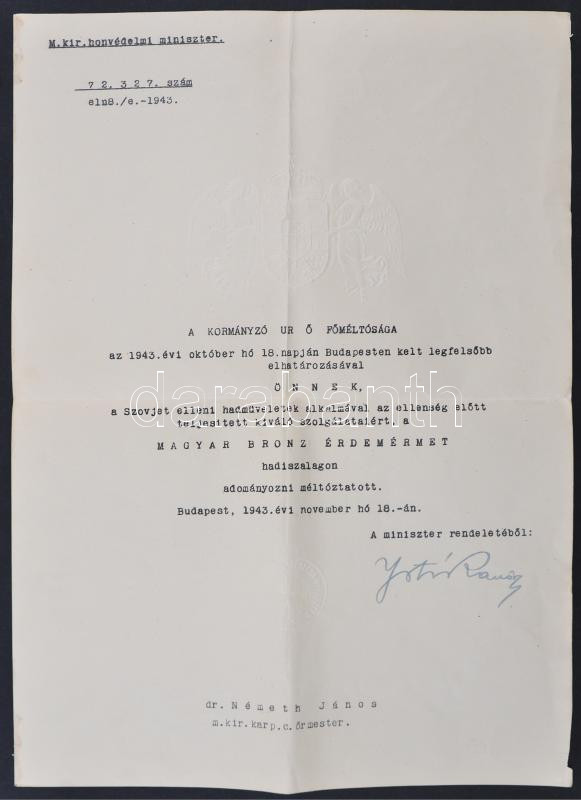 M.kir.honvédelmi miniszter.
72.327. szám
eln8./e.-1943.
A KORMÁNYZÓ UR Ő FŐMÉLTÓSÁGA
az 1943.évi október hó 18.napján Budapesten kelt legfelsőbb
elhatározásával
Ö N N E K,
a Szovjet elleni hadmüveletek alkalmával az ellenség előtt
teljesitett kiváló szolgálataiért, a
M A G Y A R  B R O N Z  É R D E M É R M E T
hadiszalagon
adományozni méltóztatott.
Budapest, 1943.évi november hó 18.-án.
A miniszter rendeletéből:
dr. N é m e t h  J á n o s
m.kir.karp.c.őrmester.
darabanth